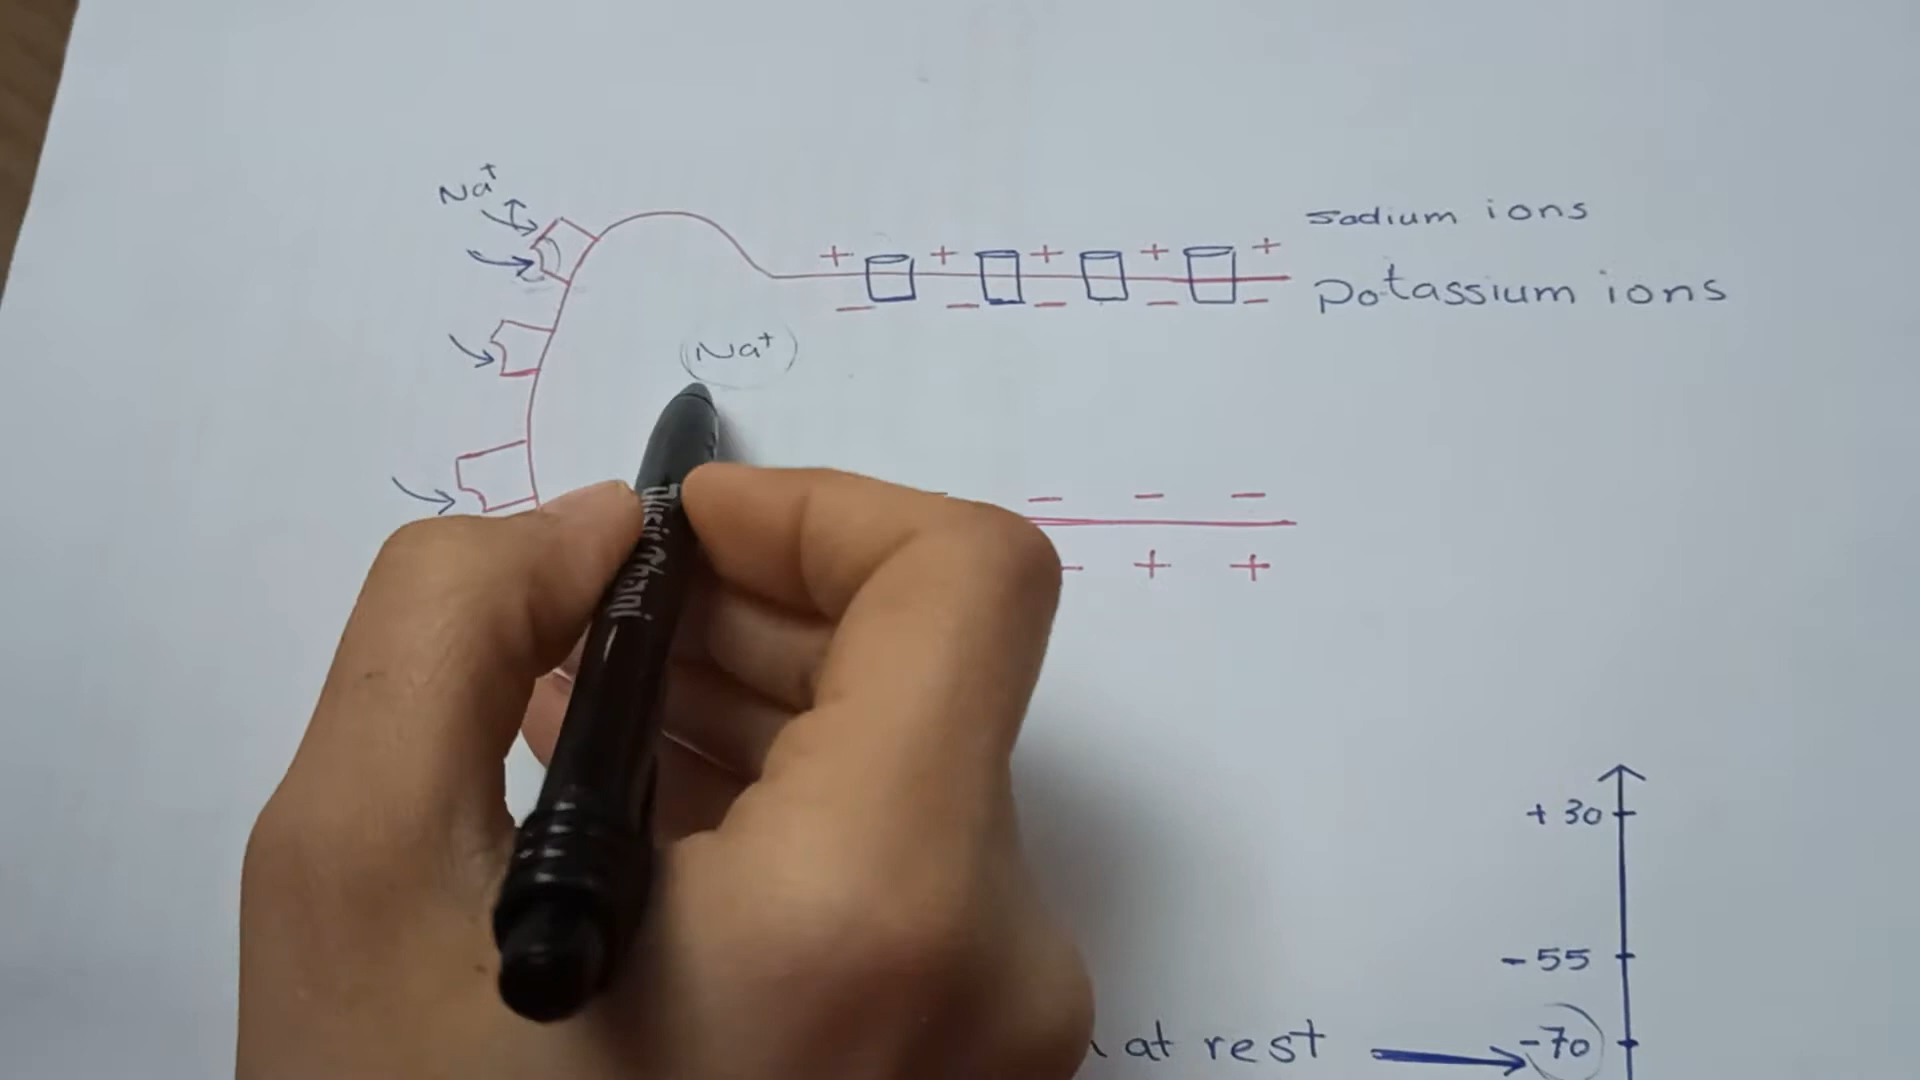 Na+
sodium ions
+ + + + +
potassium ions
- - - - -
Na+
- - -
+ +
+30
-55
at rest
-70